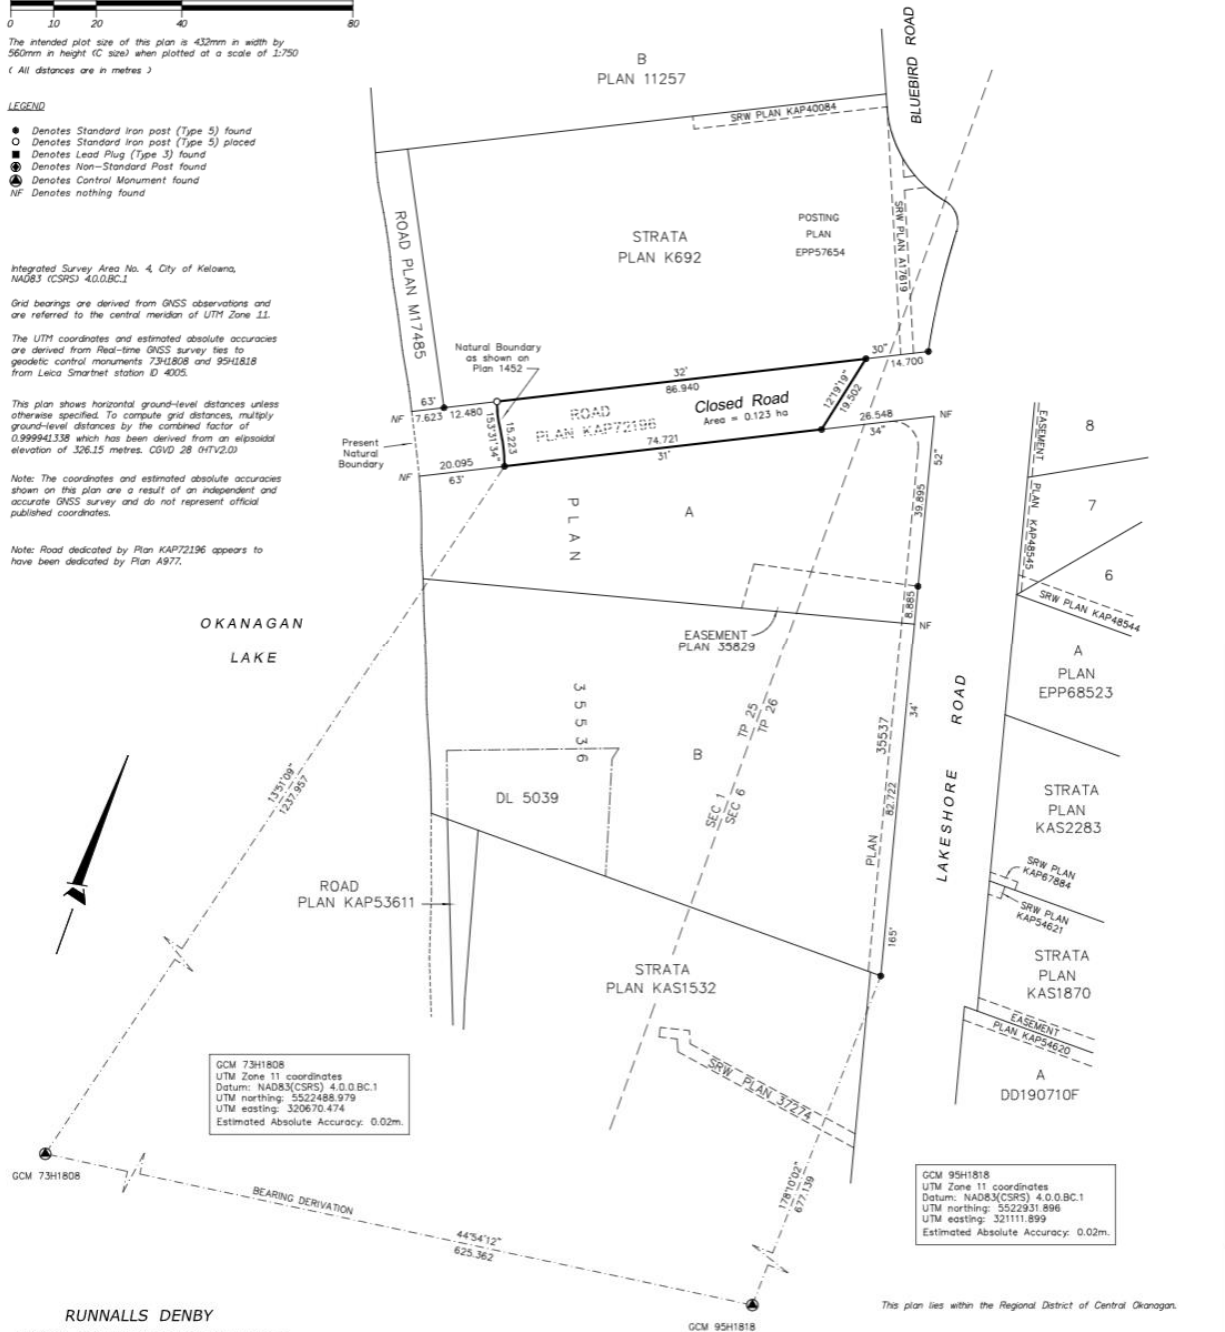 0 10 20 40 80
The intended plot size of this plan is 432mm in width by
560mm in height (C size) when plotted at a scale of 1:750
( All distances are in metres )
LEGEND
Denotes Standard Iron post (Type 5) found
Denotes Standard Iron post (Type 5) placed
Denotes Lead Plug (Type 3) found
Denotes Non-Standard Post found
Denotes Control Monument found
NF Denotes nothing found
Integrated Survey Area No. 4, City of Kelowna,
NAD83 (CSRS) 4.0.0.BC.1
Grid bearings are derived from GNSS observations and
are referred to the central meridian of UTM Zone 11.
The UTM coordinates and estimated absolute accuracies
are derived from Real-time GNSS survey ties to
geodetic control monuments 73H1808 and 95H1818
from Leica Smartnet station ID 4005.
This plan shows horizontal ground-level distances unless
otherwise specified. To compute grid distances, multiply
ground-level distances by the combined factor of
0.999941338 which has been derived from an elipsoidal
elevation of 326.15 metres. CGVD 28 (HTV2.0)
Note: The coordinates and estimated absolute accuracies
shown on this plan are a result of an independent and
accurate GNSS survey and do not represent official
published coordinates.
Note: Road dedicated by Plan KAP72196 appears to
have been dedicated by Plan A977.
B
PLAN 11257
BLUEBIRD ROAD
SRW PLAN KAP40084
ROAD PLAN M17485
STRATA
PLAN K692
POSTING
PLAN
EPP57654
SRW PLAN A17619
Natural Boundary
as shown on
Plan 1452
30"
14.700
32'
86.940
63'
NF
7.623
12.480
153°31'34"
15.223
ROAD
PLAN KAP72196
Closed Road
Area = 0.123 ha
12°19'19"
19.502
26.548
34"
NF
74.721
31'
Present
Natural
Boundary
20.095
63'
NF
52"
39.895
PLAN
A
EASEMENT
PLAN KAP48545
8
7
6
SRW PLAN KAP48544
8.885
NF
EASEMENT
PLAN 35829
A
PLAN
EPP68523
OKANAGAN
LAKE
35536
TP 25
TP 26
SEC 1
SEC 6
B
34'
35537
82.722
PLAN
165'
LAKESHORE ROAD
DL 5039
13°51'09"
1237.957
STRATA
PLAN
KAS2283
SRW PLAN
KAP67884
SRW PLAN
KAP54621
ROAD
PLAN KAP53611
STRATA
PLAN KAS1532
STRATA
PLAN
KAS1870
EASEMENT
PLAN KAP54620
A
DD190710F
SRW PLAN 37274
GCM 73H1808
UTM Zone 11 coordinates
Datum: NAD83(CSRS) 4.0.0.BC.1
UTM northing: 5522488.979
UTM easting: 320670.474
Estimated Absolute Accuracy: 0.02m.
GCM 73H1808
BEARING DERIVATION
44°54'12"
625.362
178°10'02"
677.139
GCM 95H1818
UTM Zone 11 coordinates
Datum: NAD83(CSRS) 4.0.0.BC.1
UTM northing: 5522931.896
UTM easting: 321111.899
Estimated Absolute Accuracy: 0.02m.
GCM 95H1818
This plan lies within the Regional District of Central Okanagan.
RUNNALLS DENBY